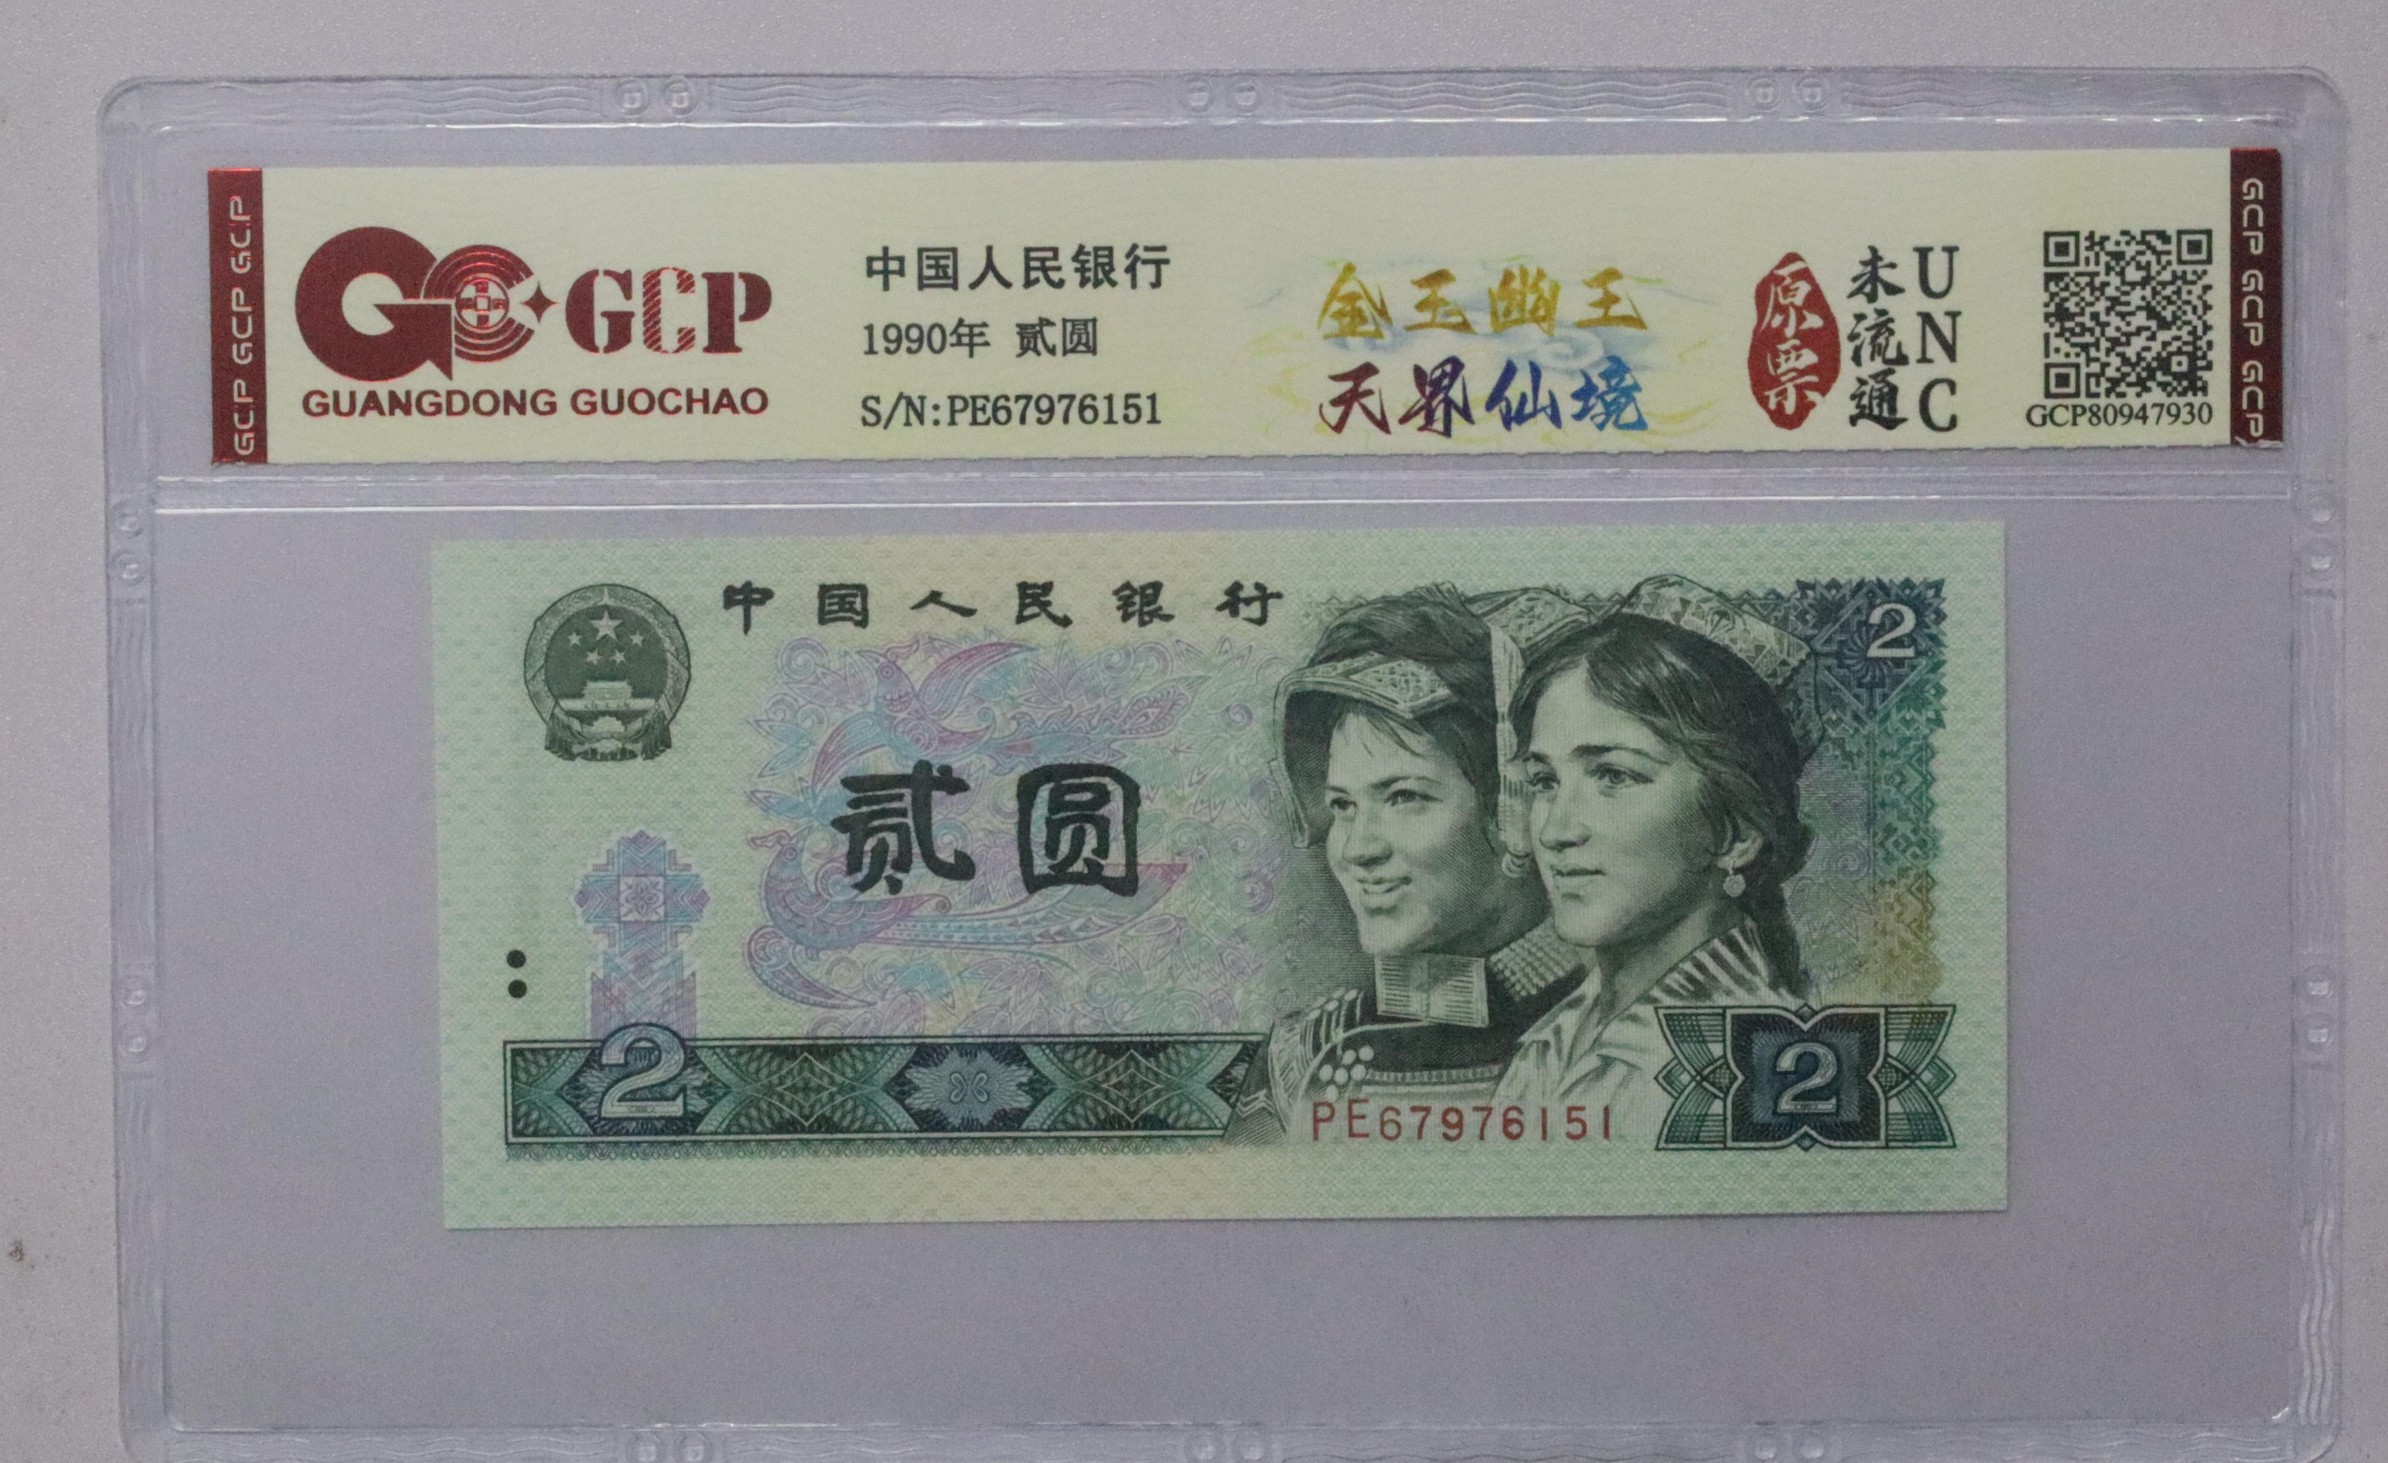 GCP GCP GCP
GCP
GUANGDONG GUOCHAO
中国人民银行
1990年 贰圆
S/N:PE67976151
金玉幽王
天界仙境
原票
未流通
UNC
GCP80947930
GCP GCP GCP
中国人民银行
2
贰圆
2
PE67976151
2